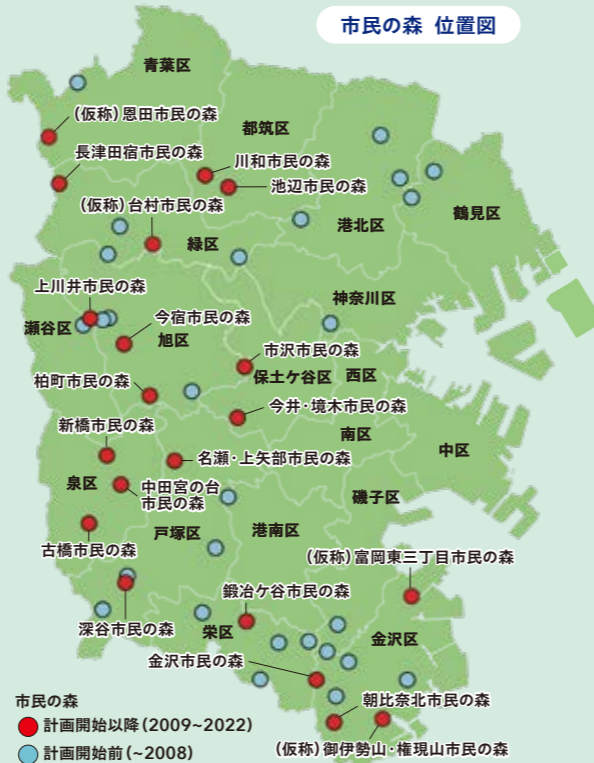 市民の森 位置図
青葉区
(仮称)恩田市民の森
都筑区
長津田宿市民の森
川和市民の森
池辺市民の森
(仮称)台村市民の森
港北区
鶴見区
緑区
上川井市民の森
神奈川区
瀬谷区
今宿市民の森
旭区
市沢市民の森
保土ケ谷区
西区
柏町市民の森
今井・境木市民の森
新橋市民の森
南区
中区
名瀬・上矢部市民の森
泉区
中田宮の台
市民の森
磯子区
古橋市民の森
戸塚区
港南区
(仮称)富岡東三丁目市民の森
鍛冶ケ谷市民の森
深谷市民の森
栄区
金沢区
金沢市民の森
朝比奈北市民の森
(仮称)御伊勢山・権現山市民の森
市民の森
計画開始以降(2009~2022)
計画開始前(~2008)